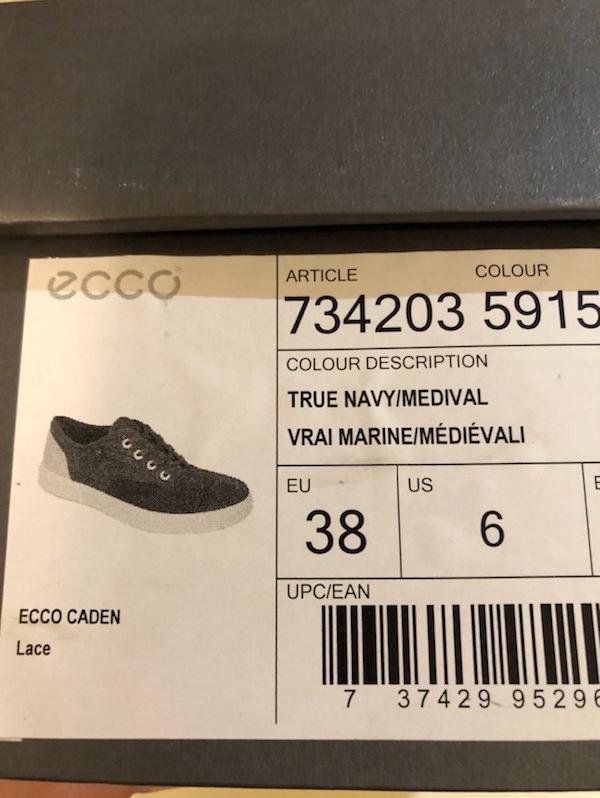 ecco
ARTICLE COLOUR
734203 5915
COLOUR DESCRIPTION
TRUE NAVY/MEDIVAL
VRAI MARINE/MÉDIÉVALI
EU US
38 6
UPC/EAN
7 37429 95296
ECCO CADEN
Lace